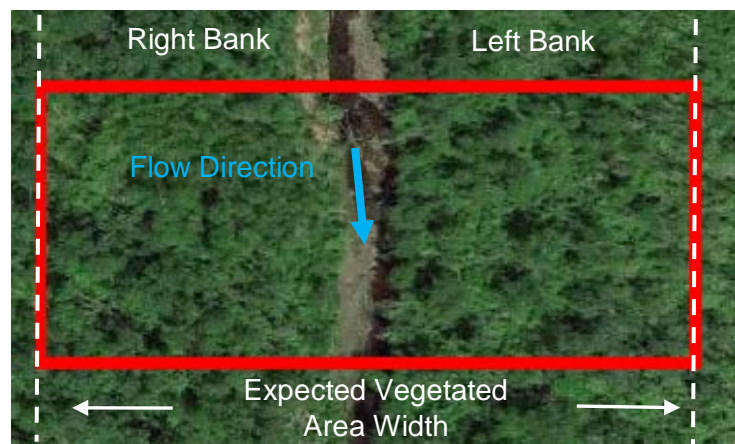 Right Bank
Left Bank
Flow Direction
Expected Vegetated
Area Width